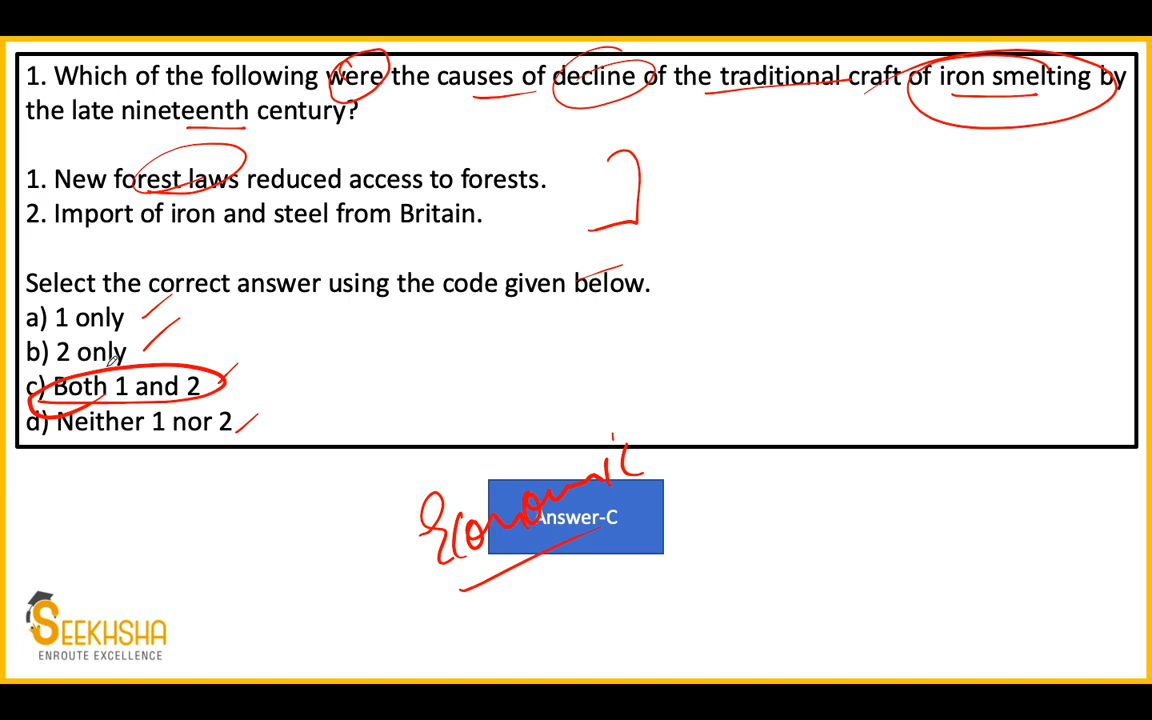 1. Which of the following were the causes of decline of the traditional craft of iron smelting by
the late nineteenth century?
1. New forest laws reduced access to forests.
2. Import of iron and steel from Britain.
Select the correct answer using the code given below.
a) 1 only
b) 2 only
c) Both 1 and 2
d) Neither 1 nor 2
Economic
Answer-C
SEEKHSHA
ENROUTE EXCELLENCE